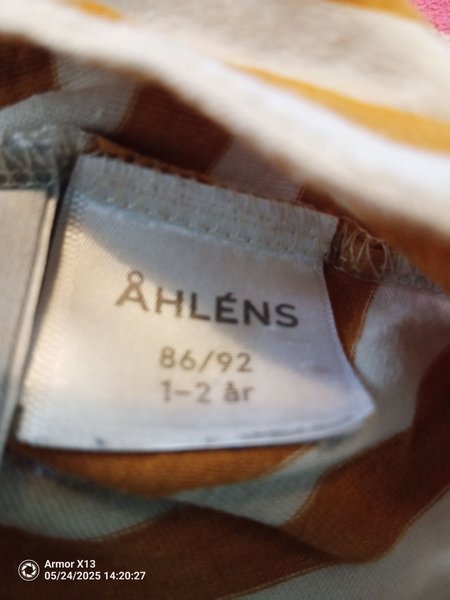 ÅHLÉNS
86/92
1-2 år
Armor X13
05/24/2025 14:20:27